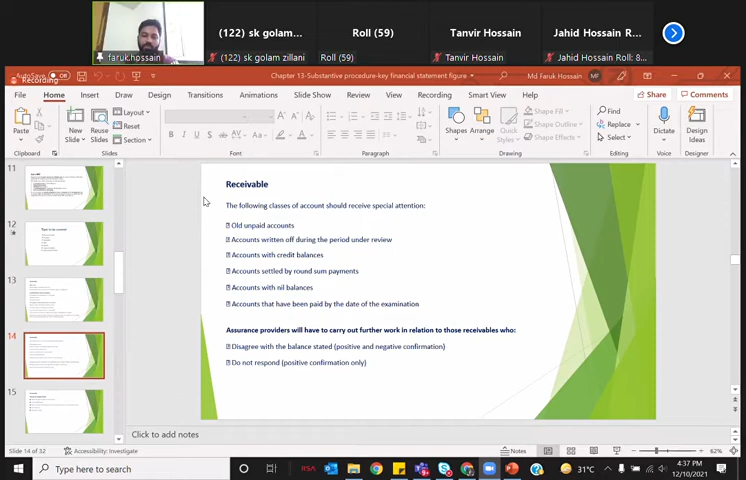 (122) sk golam...
Roll (59)
Tanvir Hossain
Jahid Hossain R...
faruk.hossain
(122) sk golam zillani
Roll (59)
Tanvir Hossain
Jahid Hossain Roll: 8...
AutoSave Off
Recording
Chapter 13-Substantive procedure-key financial statement figure
Md Faruk Hossain
MF
File Home Insert Draw Design Transitions Animations Slide Show Review View Recording Smart View Help Share Comments
Paste
New Slide
Reuse Slides
Layout
Reset
Section
Shapes
Arrange
Quick Styles
Shape Fill
Shape Outline
Shape Effects
Find
Replace
Select
Dictate
Design Ideas
Clipboard
Slides
Font
Paragraph
Drawing
Editing
Voice
Designer
11
12
13
14
15
Receivable
The following classes of account should receive special attention:
Old unpaid accounts
Accounts written off during the period under review
Accounts with credit balances
Accounts settled by round sum payments
Accounts with nil balances
Accounts that have been paid by the date of the examination
Assurance providers will have to carry out further work in relation to those receivables who:
Disagree with the balance stated (positive and negative confirmation)
Do not respond (positive confirmation only)
Click to add notes
Slide 14 of 32
Accessibility: Investigate
Notes
62%
Type here to search
31°C
4:37 PM
12/10/2021